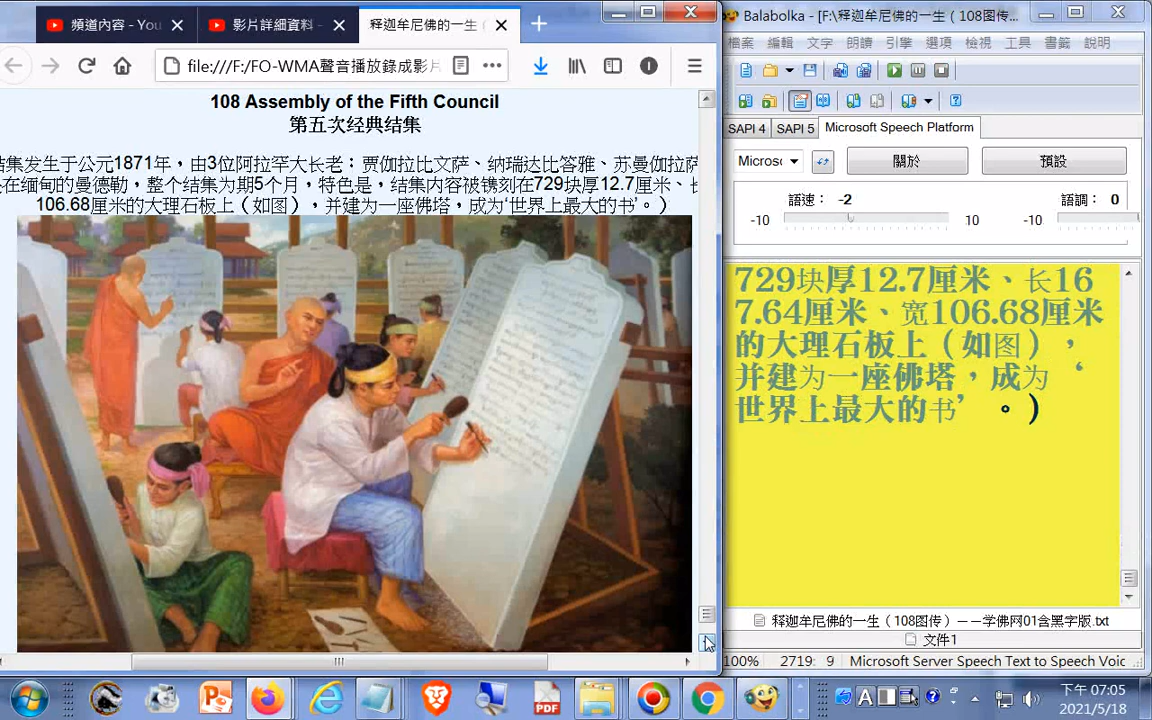 頻道內容 - You
影片詳細資料 -
释迦牟尼佛的一生
file:///F:/FO-WMA聲音播放錄成影片
108 Assembly of the Fifth Council
第五次经典结集
结集发生于公元1871年，由3位阿拉罕大长老：贾伽拉比文萨、纳瑞达比答雅、苏曼伽拉萨
在缅甸的曼德勒，整个结集为期5个月，特色是，结集内容被镌刻在729块厚12.7厘米、长
106.68厘米的大理石板上（如图），并建为一座佛塔，成为‘世界上最大的书’。）
Balabolka - [F:\释迦牟尼佛的一生（108图传）...
檔案 編輯 文字 朗讀 引擎 選項 檢視 工具 書籤 說明
SAPI 4 SAPI 5 Microsoft Speech Platform
Microsc 關於 預設
語速： -2 語調： 0
-10 10 -10
729块厚12.7厘米、长16
7.64厘米、宽106.68厘米
的大理石板上（如图），
并建为一座佛塔，成为‘
世界上最大的书’。）
释迦牟尼佛的一生（108图传）——学佛网01含黑字版.txt
文件1
100% 2719: 9 Microsoft Server Speech Text to Speech Voic
PDF
A
下午 07:05
2021/5/18